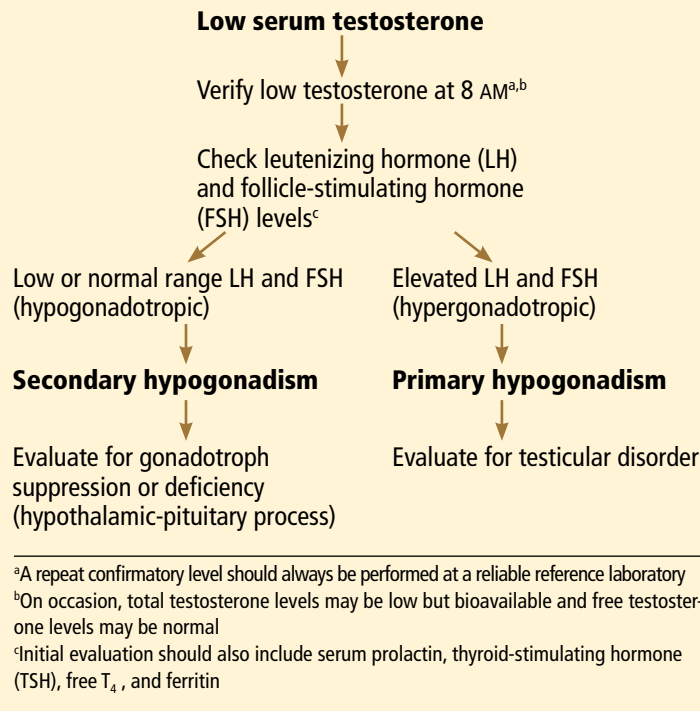 Low serum testosterone
Verify low testosterone at 8 AMa,b
Check leutenizing hormone (LH)
and follicle-stimulating hormone
(FSH) levelsc
Low or normal range LH and FSH
(hypogonadotropic)
Elevated LH and FSH
(hypergonadotropic)
Secondary hypogonadism
Primary hypogonadism
Evaluate for gonadotroph
suppression or deficiency
(hypothalamic-pituitary process)
Evaluate for testicular disorder
aA repeat confirmatory level should always be performed at a reliable reference laboratory
bOn occasion, total testosterone levels may be low but bioavailable and free testoster-
one levels may be normal
cInitial evaluation should also include serum prolactin, thyroid-stimulating hormone
(TSH), free T4 , and ferritin